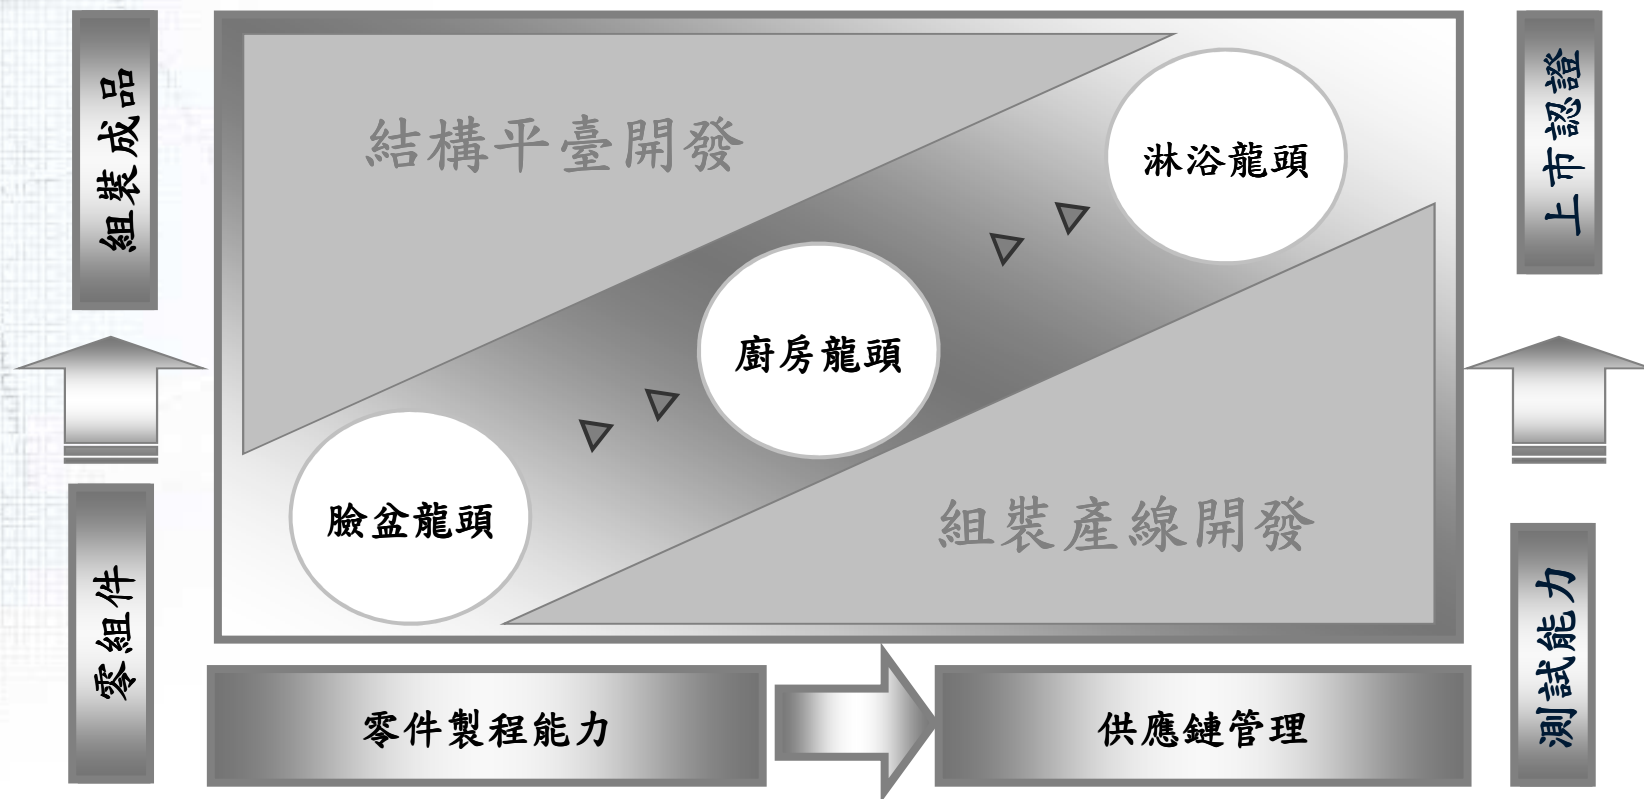 組裝成品
結構平臺開發
淋浴龍頭
上市認證
廚房龍頭
臉盆龍頭
組裝產線開發
零組件
測試能力
零件製程能力
供應鏈管理